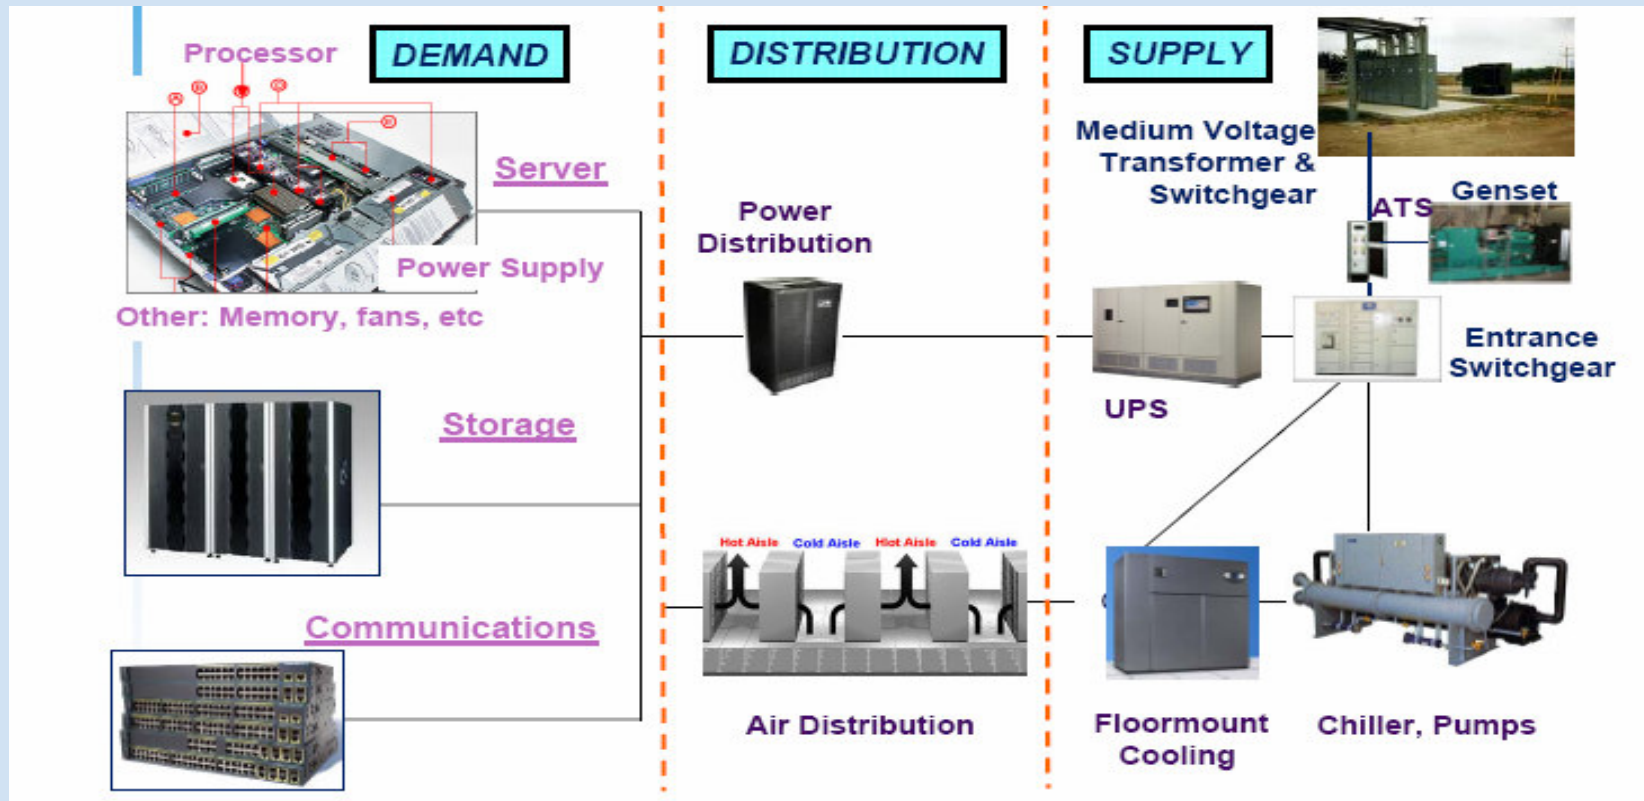 Processor
DEMAND
DISTRIBUTION
SUPPLY
Server
Power Supply
Other: Memory, fans, etc
Storage
Communications
Power
Distribution
Hot Aisle Cold Aisle Hot Aisle Cold Aisle
Air Distribution
Medium Voltage
Transformer &
Switchgear
ATS
Genset
UPS
Entrance
Switchgear
Floormount
Cooling
Chiller, Pumps